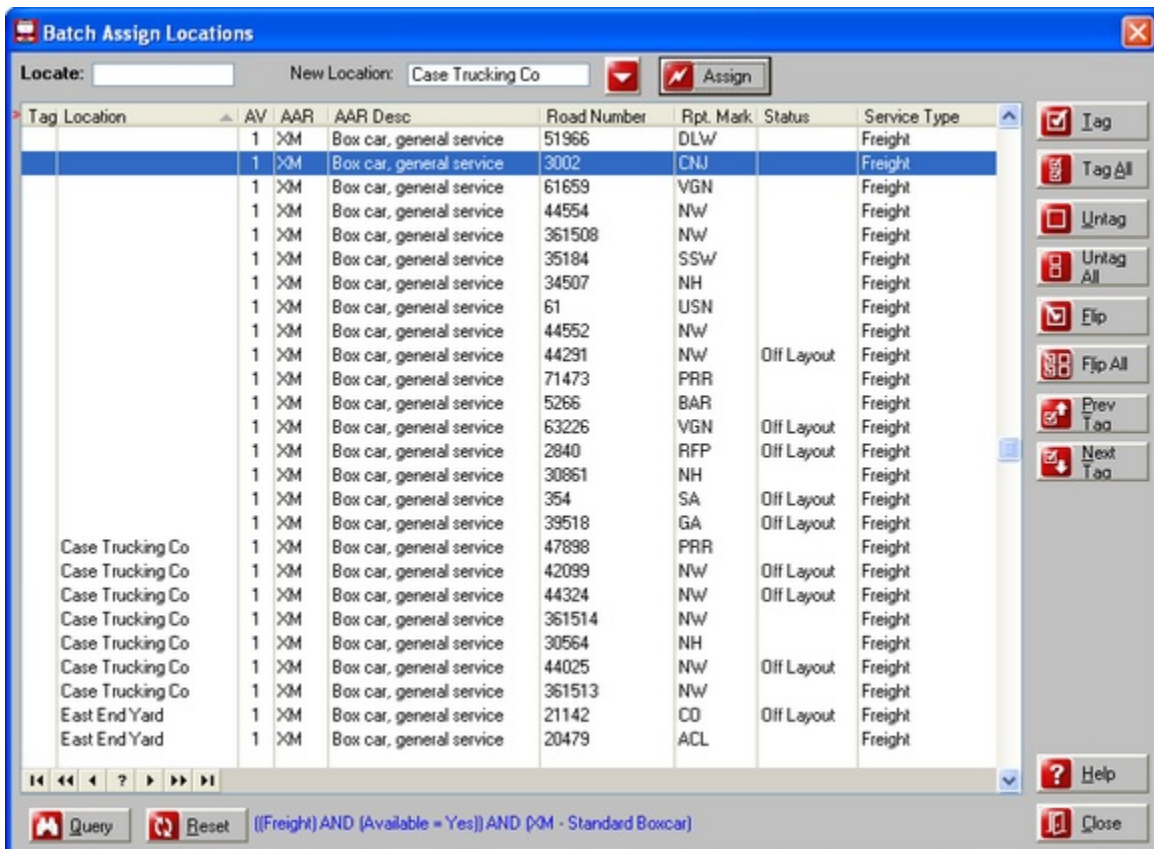 Batch Assign Locations
Locate: New Location: Case Trucking Co Assign
Tag Location AV AAR AAR Desc Road Number Rpt. Mark Status Service Type
1 XM Box car, general service 51966 DLW Freight
1 XM Box car, general service 3002 CNJ Freight
1 XM Box car, general service 61659 VGN Freight
1 XM Box car, general service 44554 NW Freight
1 XM Box car, general service 361508 NW Freight
1 XM Box car, general service 35184 SSW Freight
1 XM Box car, general service 34507 NH Freight
1 XM Box car, general service 61 USN Freight
1 XM Box car, general service 44552 NW Freight
1 XM Box car, general service 44291 NW Off Layout Freight
1 XM Box car, general service 71473 PRR Freight
1 XM Box car, general service 5266 BAR Freight
1 XM Box car, general service 63226 VGN Off Layout Freight
1 XM Box car, general service 2840 RFP Off Layout Freight
1 XM Box car, general service 30861 NH Freight
1 XM Box car, general service 354 SA Off Layout Freight
1 XM Box car, general service 39518 GA Off Layout Freight
Case Trucking Co 1 XM Box car, general service 47898 PRR Freight
Case Trucking Co 1 XM Box car, general service 42099 NW Off Layout Freight
Case Trucking Co 1 XM Box car, general service 44324 NW Off Layout Freight
Case Trucking Co 1 XM Box car, general service 361514 NW Freight
Case Trucking Co 1 XM Box car, general service 30564 NH Freight
Case Trucking Co 1 XM Box car, general service 44025 NW Off Layout Freight
Case Trucking Co 1 XM Box car, general service 361513 NW Freight
East End Yard 1 XM Box car, general service 21142 CO Off Layout Freight
East End Yard 1 XM Box car, general service 20479 ACL Freight
?
Tag
Tag All
Untag
Untag
All
Flip
Flip All
Prev
Tag
Next
Tag
? Help
Close
Query Reset ((Freight) AND (Available = Yes)) AND (XM - Standard Boxcar)